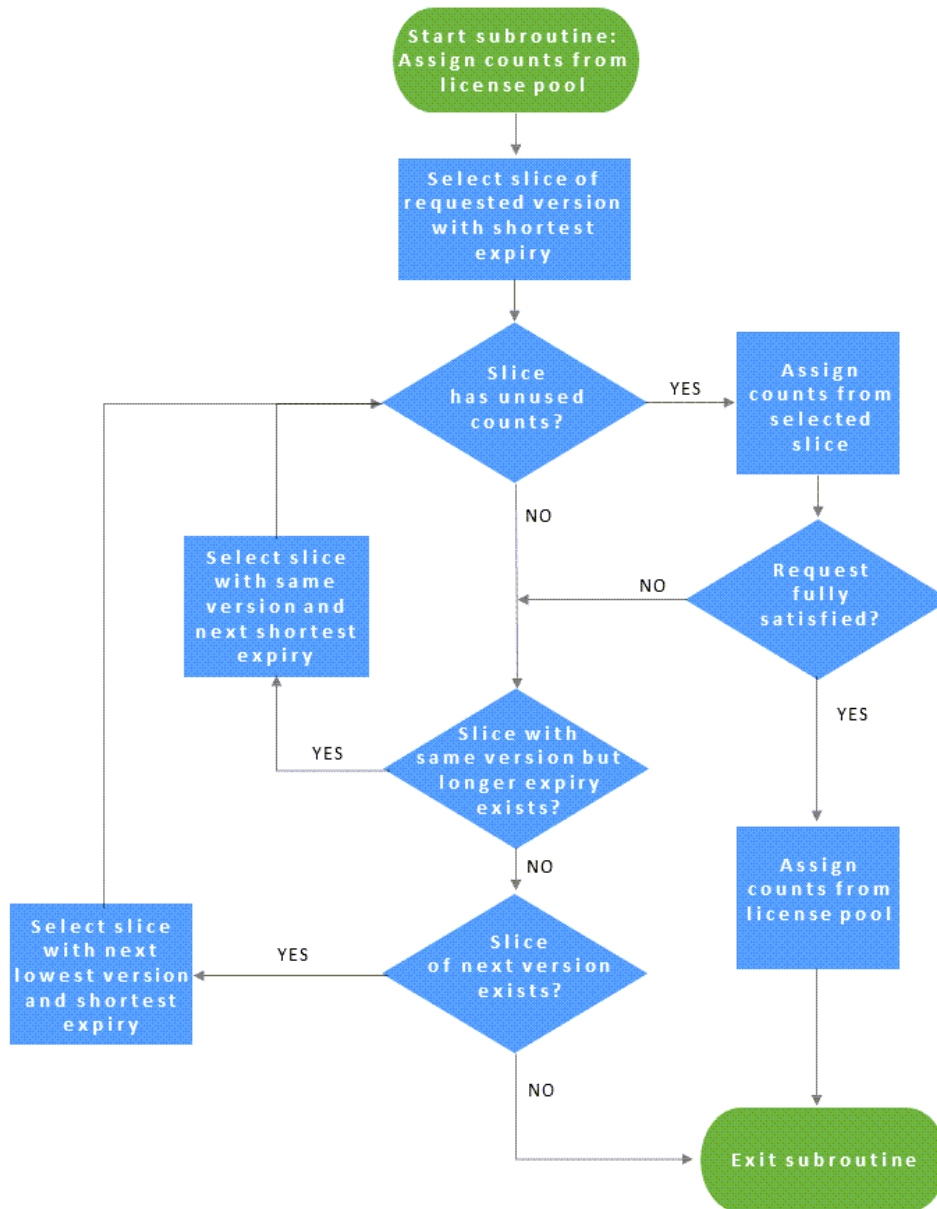 Start subroutine:
Assign counts from
license pool
Select slice of
requested version
with shortest
expiry
Slice
has unused
counts?
YES
Assign
counts from
selected
slice
NO
Select slice
with same
version and
next shortest
expiry
NO
Request
fully
satisfied?
YES
YES
Slice with
same version but
longer expiry
exists?
NO
Assign
counts from
license pool
Select slice
with next
lowest version
and shortest
expiry
YES
Slice
of next version
exists?
NO
Exit subroutine